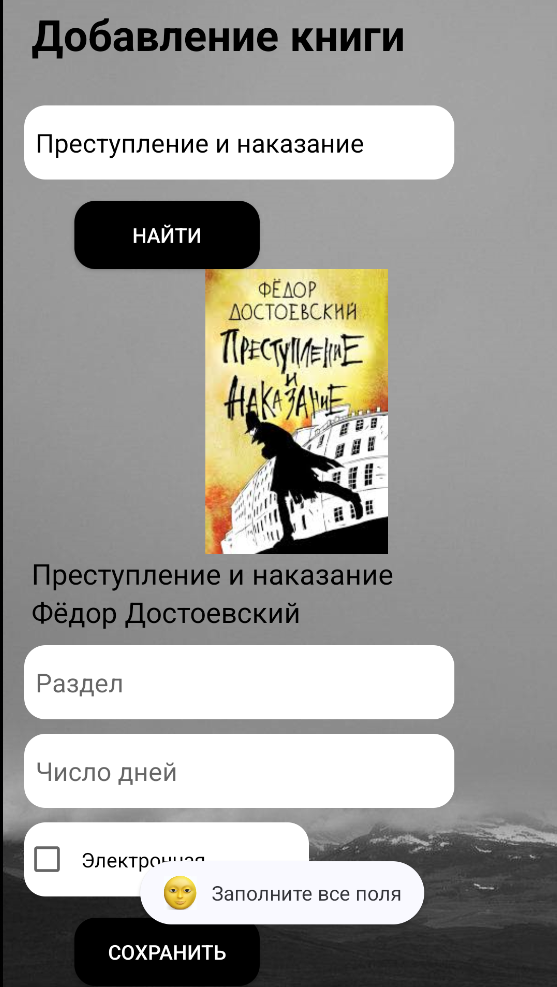 Добавление книги
Преступление и наказание
НАЙТИ
ФЁДОР
ДОСТОЕВСКИЙ
ПРЕСТУПЛЕНИЕ
И
НАКАЗАНИЕ
Преступление и наказание
Фёдор Достоевский
Раздел
Число дней
Электронная
Заполните все поля
СОХРАНИТЬ